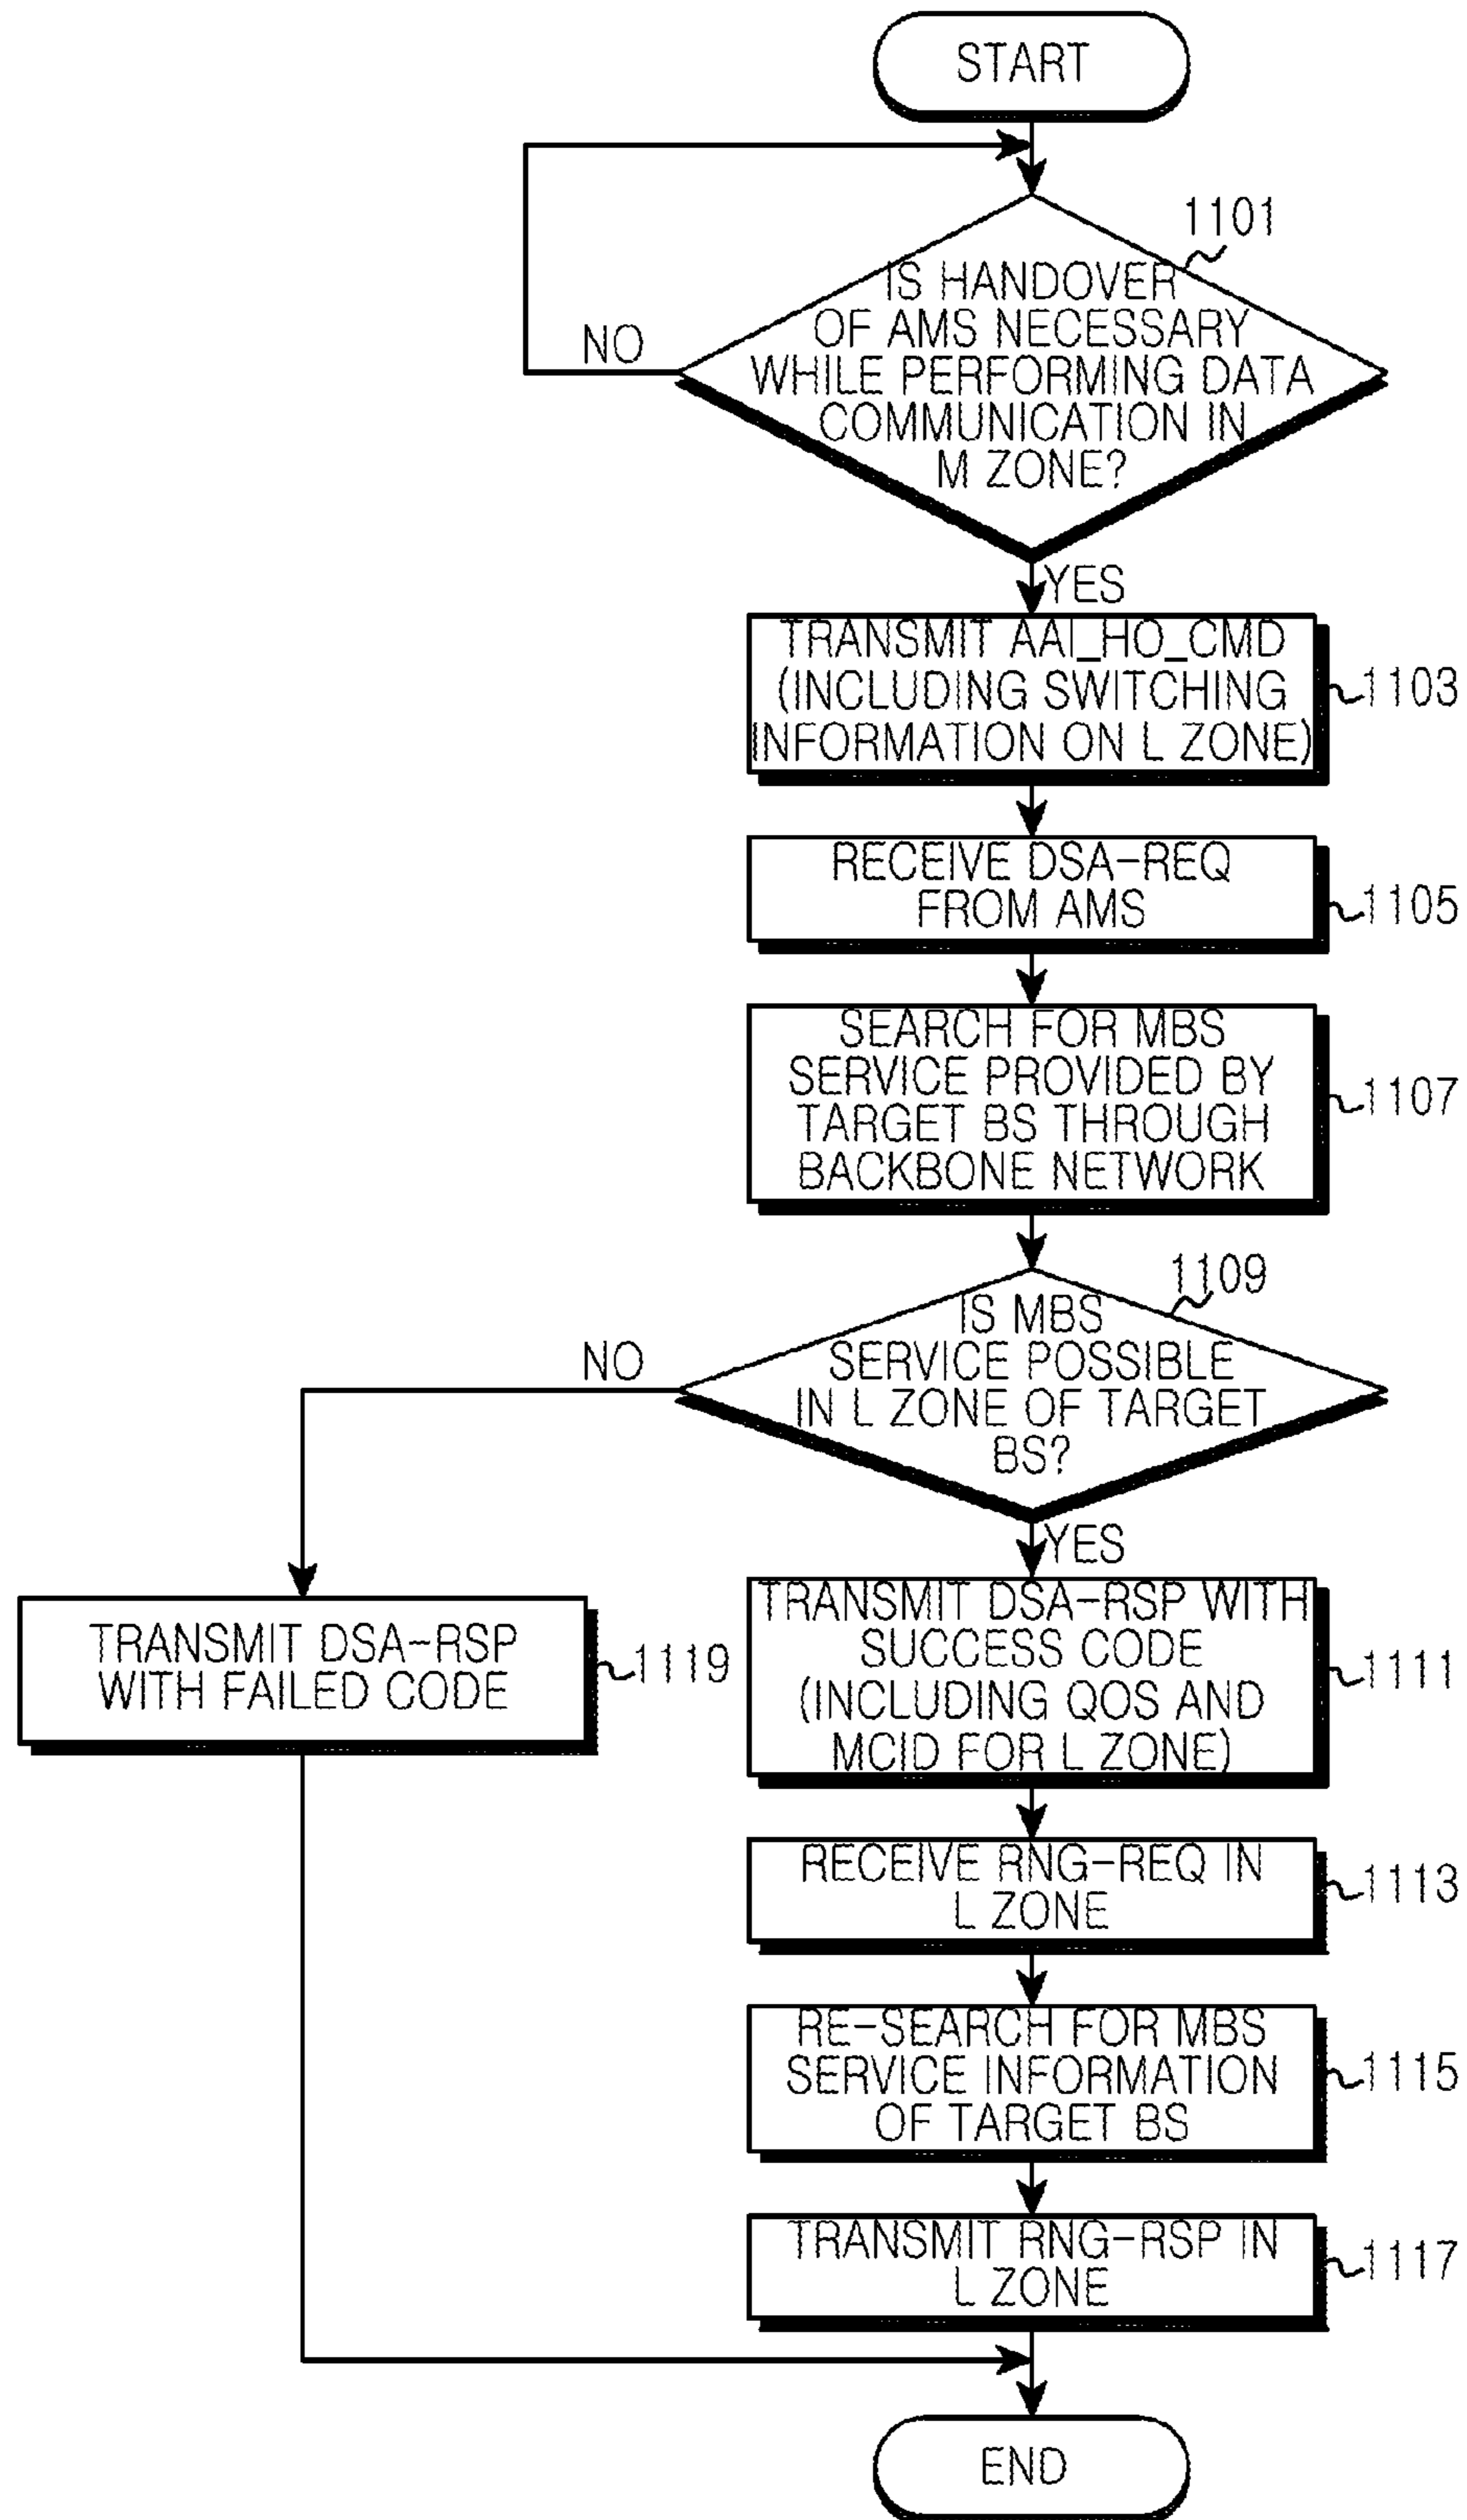 START
1101
IS HANDOVER
OF AMS NECESSARY
WHILE PERFORMING DATA
COMMUNICATION IN
M ZONE?
NO
YES
TRANSMIT AAI_HO_CMD
(INCLUDING SWITCHING
INFORMATION ON L ZONE)
1103
RECEIVE DSA-REQ
FROM AMS
1105
SEARCH FOR MBS
SERVICE PROVIDED BY
TARGET BS THROUGH
BACKBONE NETWORK
1107
1109
IS MBS
SERVICE POSSIBLE
IN L ZONE OF TARGET
BS?
NO
YES
TRANSMIT DSA-RSP
WITH FAILED CODE
1119
TRANSMIT DSA-RSP WITH
SUCCESS CODE
(INCLUDING QOS AND
MCID FOR L ZONE)
1111
RECEIVE RNG-REQ IN
L ZONE
1113
RE-SEARCH FOR MBS
SERVICE INFORMATION
OF TARGET BS
1115
TRANSMIT RNG-RSP IN
L ZONE
1117
END